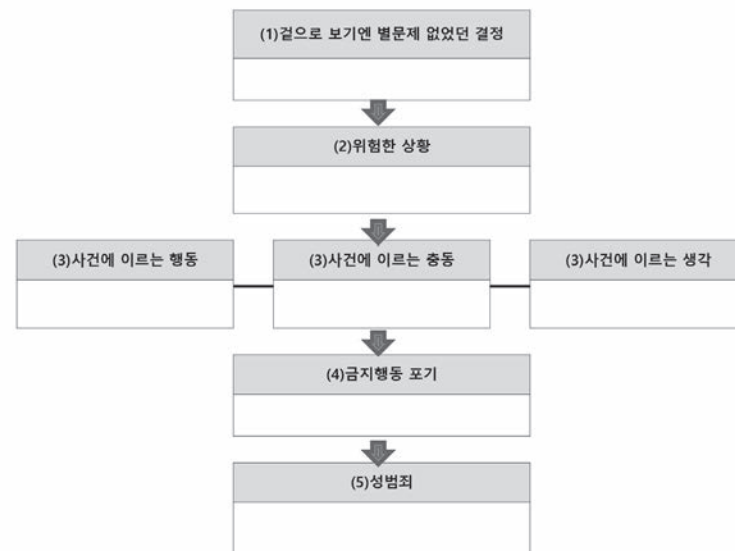 (1)겉으로 보기엔 별문제 없었던 결정
(2)위험한 상황
(3)사건에 이르는 행동
(3)사건에 이르는 충동
(3)사건에 이르는 생각
(4)금지행동 포기
(5)성범죄